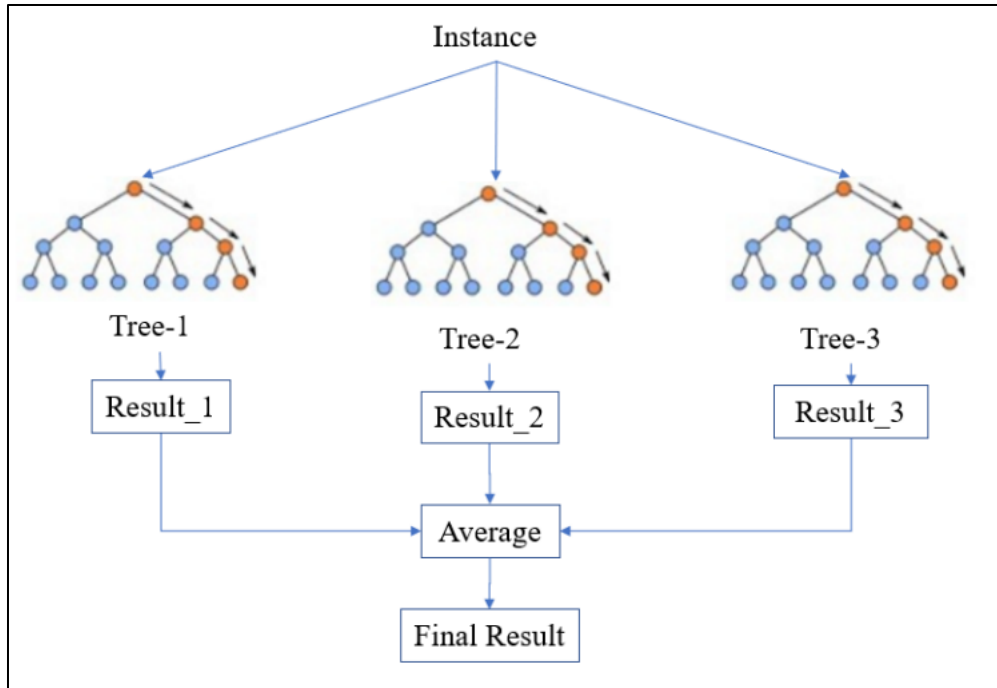 Instance
Tree-1
Tree-2
Tree-3
Result_1
Result_2
Result_3
Average
Final Result